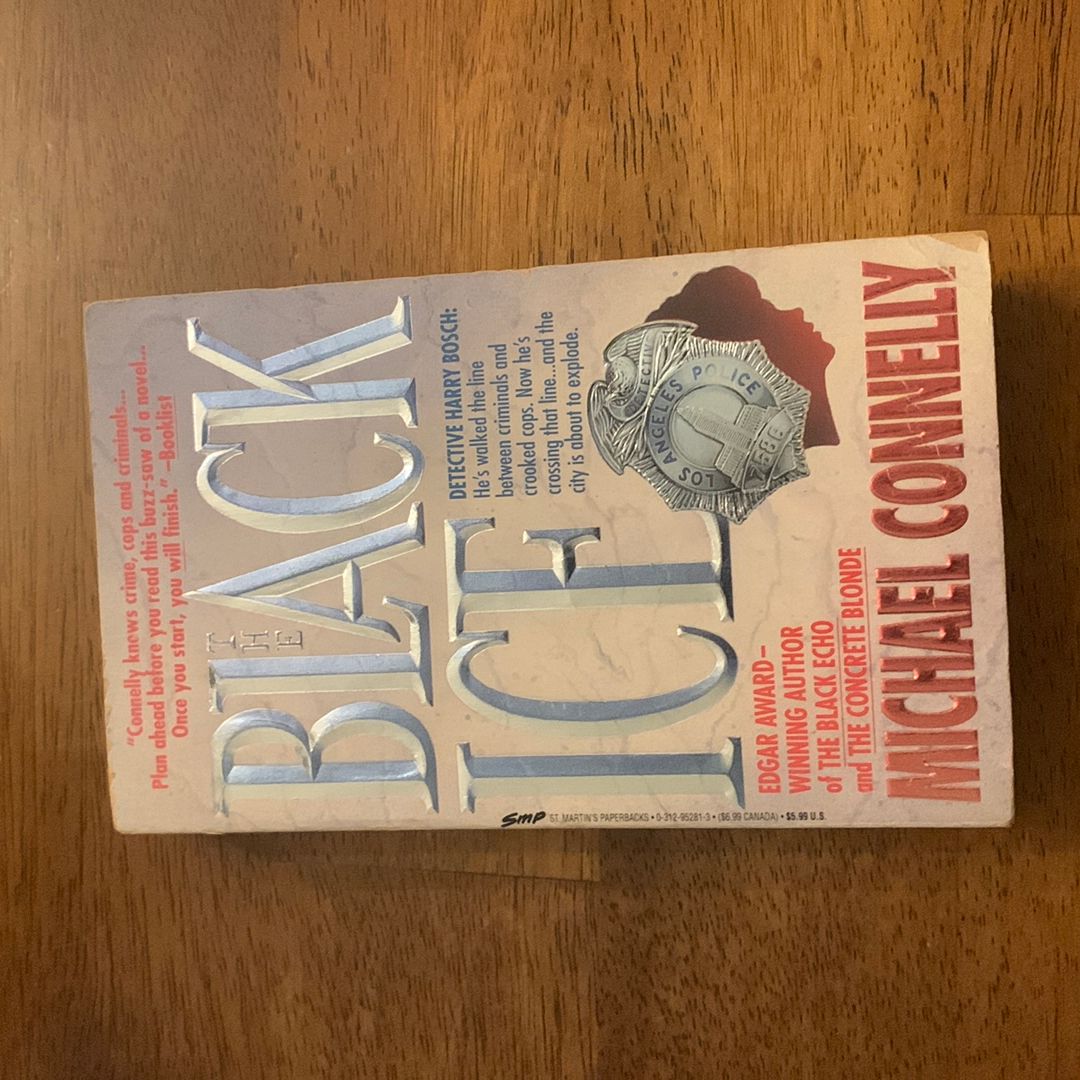 "Connelly knows crime, cops and criminals...
Plan ahead before you read this buzz-saw of a novel...
Once you start, you will finish." –Booklist
THE
BLACK
ICE
DETECTIVE HARRY BOSCH:
He's walked the line
between criminals and
crooked cops. Now he's
crossing that line...and the
city is about to explode.
DETECTIVE
LOS ANGELES POLICE
7586
EDGAR AWARD–
WINNING AUTHOR
of THE BLACK ECHO
and THE CONCRETE BLONDE
MICHAEL CONNELLY
SMP ST. MARTIN'S PAPERBACKS • 0-312-95281-3 • ($6.99 CANADA) • $5.99 U.S.